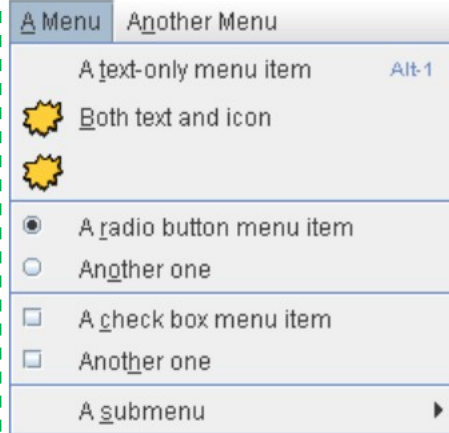 A Menu Another Menu
A text-only menu item Alt-1
Both text and icon
A radio button menu item
Another one
A check box menu item
Another one
A submenu